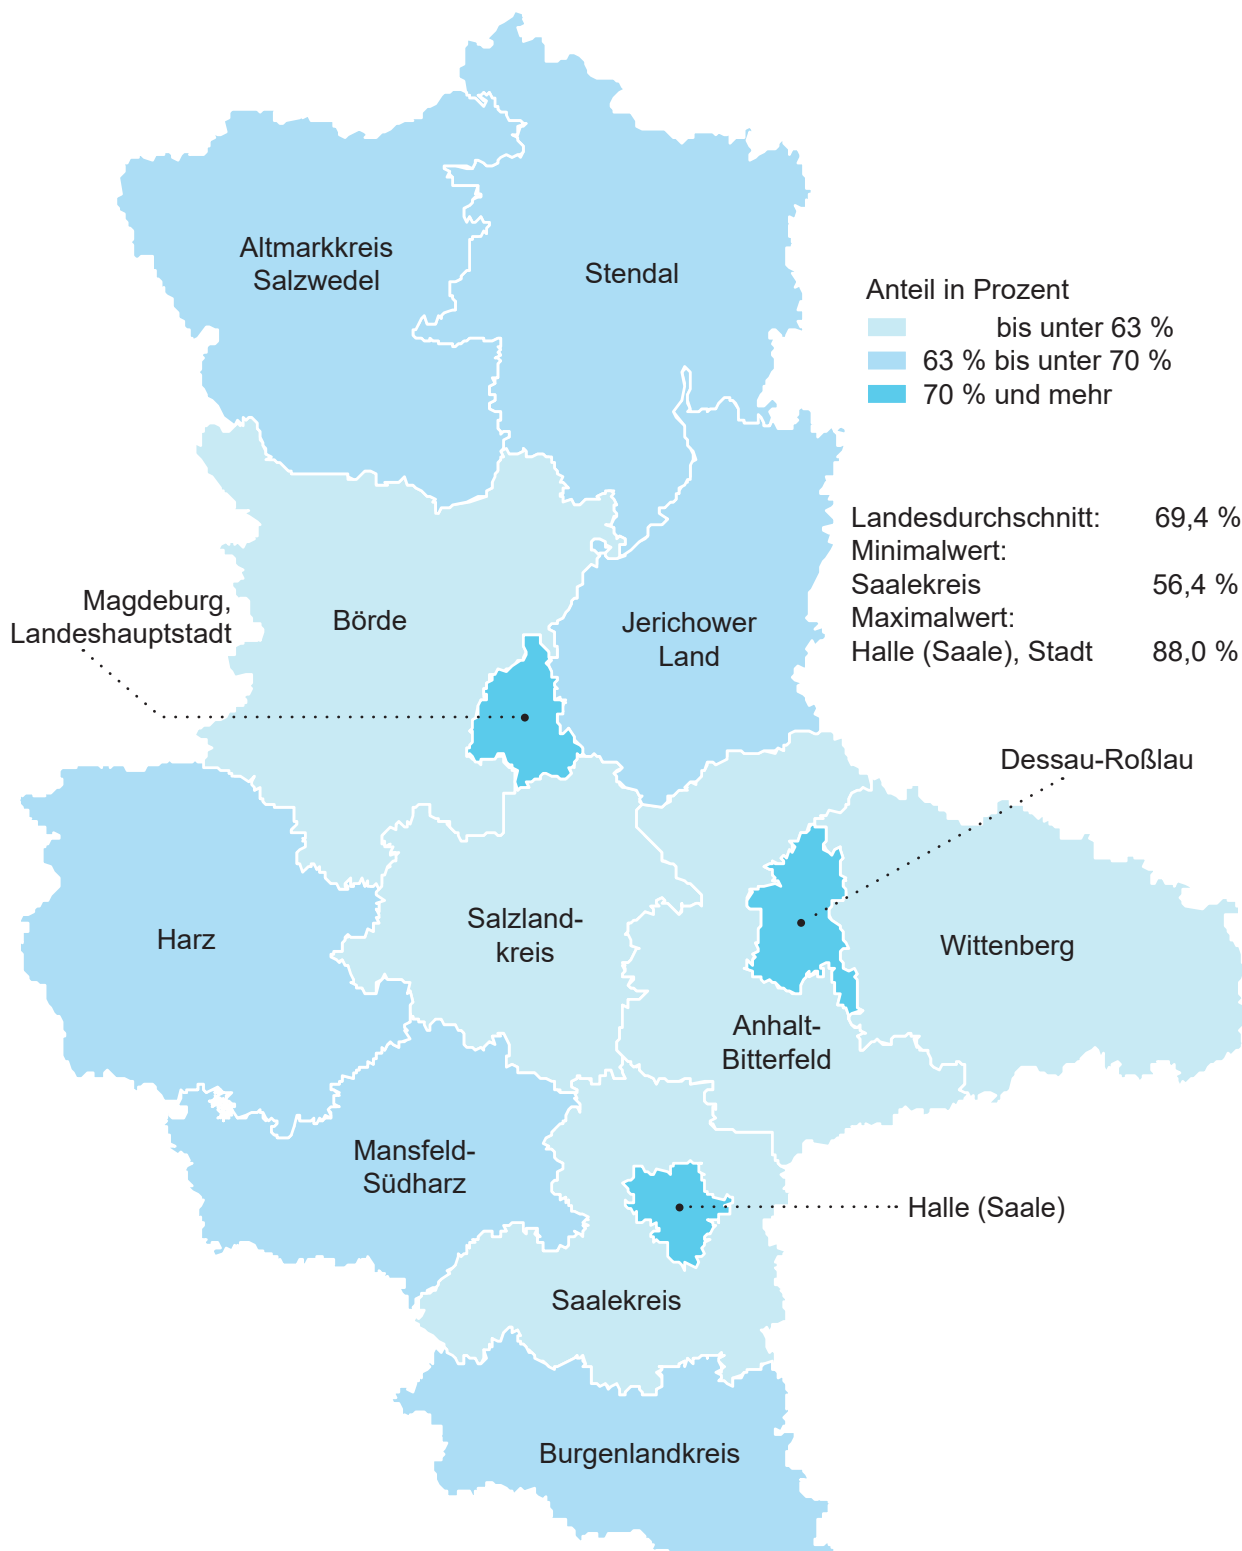 Altmarkkreis
Salzwedel
Stendal
Anteil in Prozent
bis unter 63 %
63 % bis unter 70 %
70 % und mehr
Landesdurchschnitt: 69,4 %
Minimalwert:
Saalekreis 56,4 %
Maximalwert:
Halle (Saale), Stadt 88,0 %
Magdeburg,
Landeshauptstadt
Börde
Jerichower
Land
Dessau-Roßlau
Harz
Salzland-
kreis
Wittenberg
Anhalt-
Bitterfeld
Mansfeld-
Südharz
Halle (Saale)
Saalekreis
Burgenlandkreis